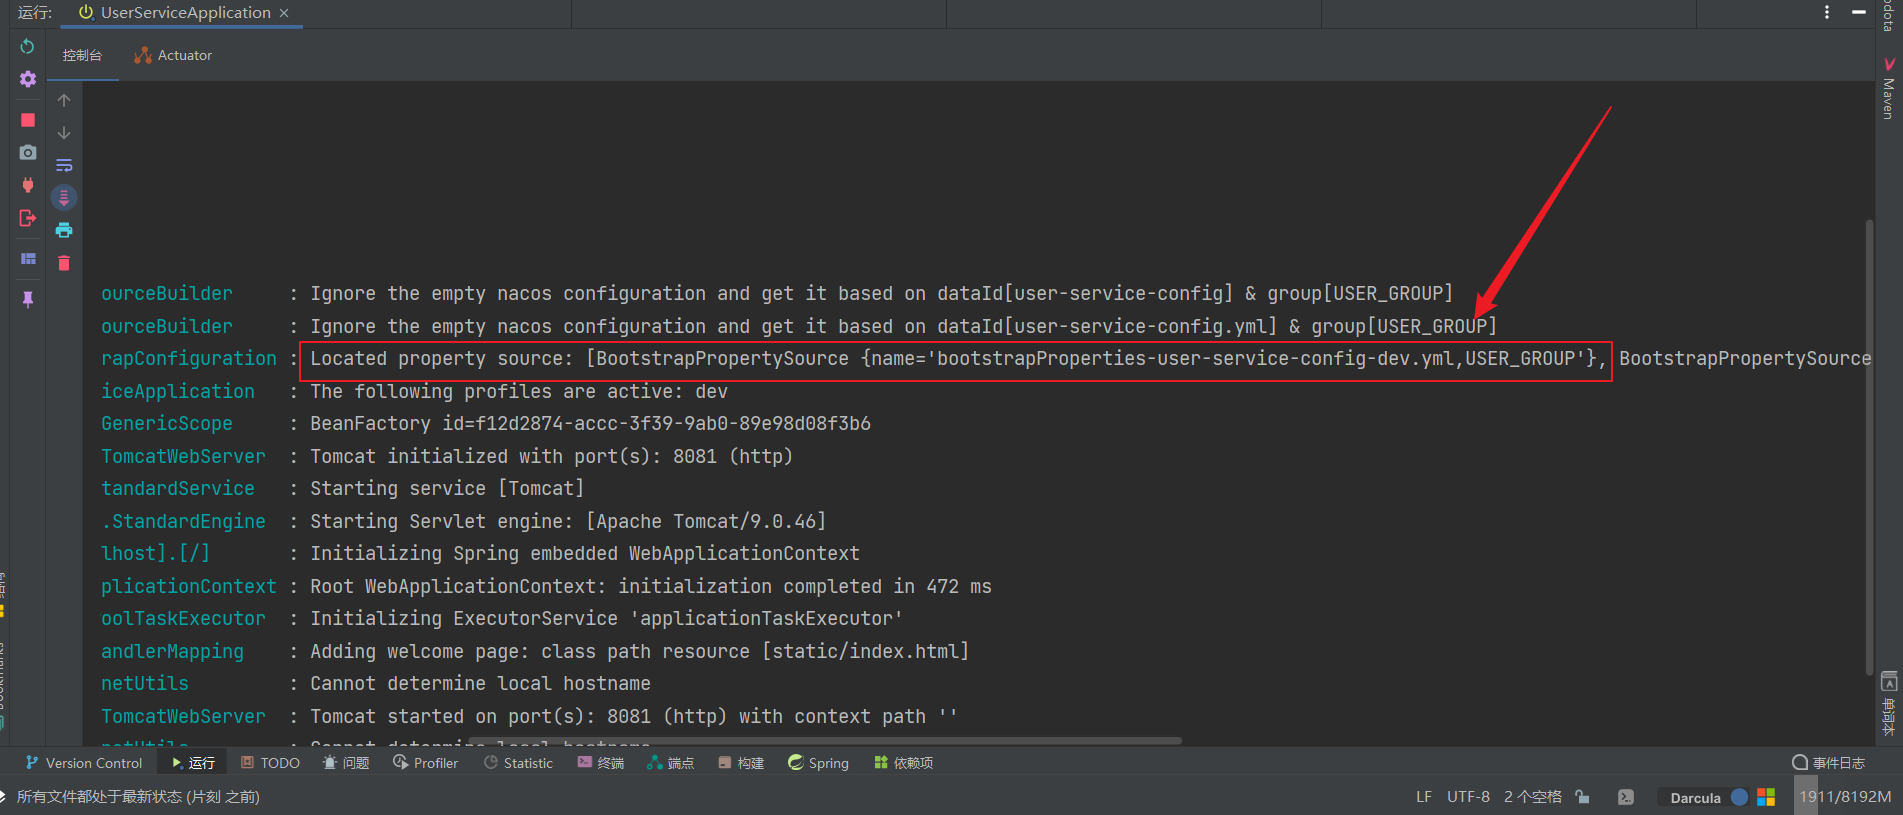 运行: UserServiceApplication
控制台 Actuator
Maven
ourceBuilder : Ignore the empty nacos configuration and get it based on dataId[user-service-config] & group[USER_GROUP]
ourceBuilder : Ignore the empty nacos configuration and get it based on dataId[user-service-config.yml] & group[USER_GROUP]
rapConfiguration : Located property source: [BootstrapPropertySource {name='bootstrapProperties-user-service-config-dev.yml,USER_GROUP'}, BootstrapPropertySource
iceApplication : The following profiles are active: dev
GenericScope : BeanFactory id=f12d2874-accc-3f39-9ab0-89e98d08f3b6
TomcatWebServer : Tomcat initialized with port(s): 8081 (http)
tandardService : Starting service [Tomcat]
.StandardEngine : Starting Servlet engine: [Apache Tomcat/9.0.46]
lhost].[/] : Initializing Spring embedded WebApplicationContext
plicationContext : Root WebApplicationContext: initialization completed in 472 ms
oolTaskExecutor : Initializing ExecutorService 'applicationTaskExecutor'
andlerMapping : Adding welcome page: class path resource [static/index.html]
netUtils : Cannot determine local hostname
TomcatWebServer : Tomcat started on port(s): 8081 (http) with context path ''
netUtils : Cannot determine local hostname
单词本
Version Control 运行 TODO 问题 Profiler Statistic 终端 端点 构建 Spring 依赖项 事件日志
所有文件都处于最新状态 (片刻 之前) LF UTF-8 2 个空格 Darcula 1911/8192M